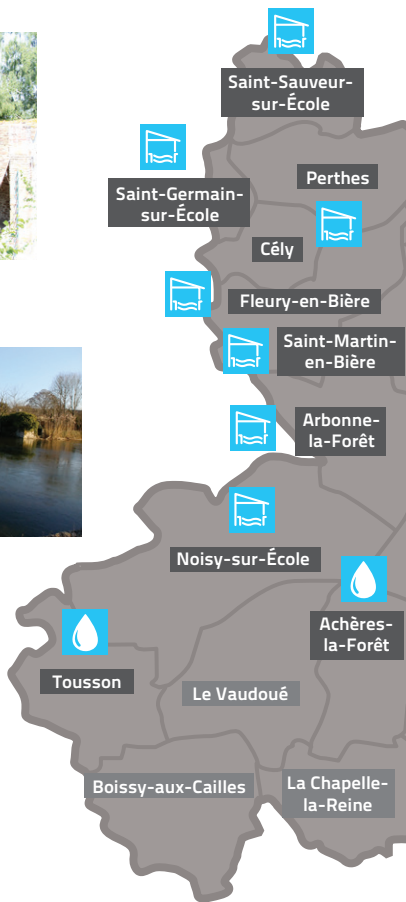 Saint-Sauveur-
sur-École
Perthes
Saint-Germain-
sur-École
Cély
Fleury-en-Bière
Saint-Martin-
en-Bière
Arbonne-
la-Forêt
Noisy-sur-École
Achères-
la-Forêt
Tousson
Le Vaudoué
Boissy-aux-Cailles
La Chapelle-
la-Reine